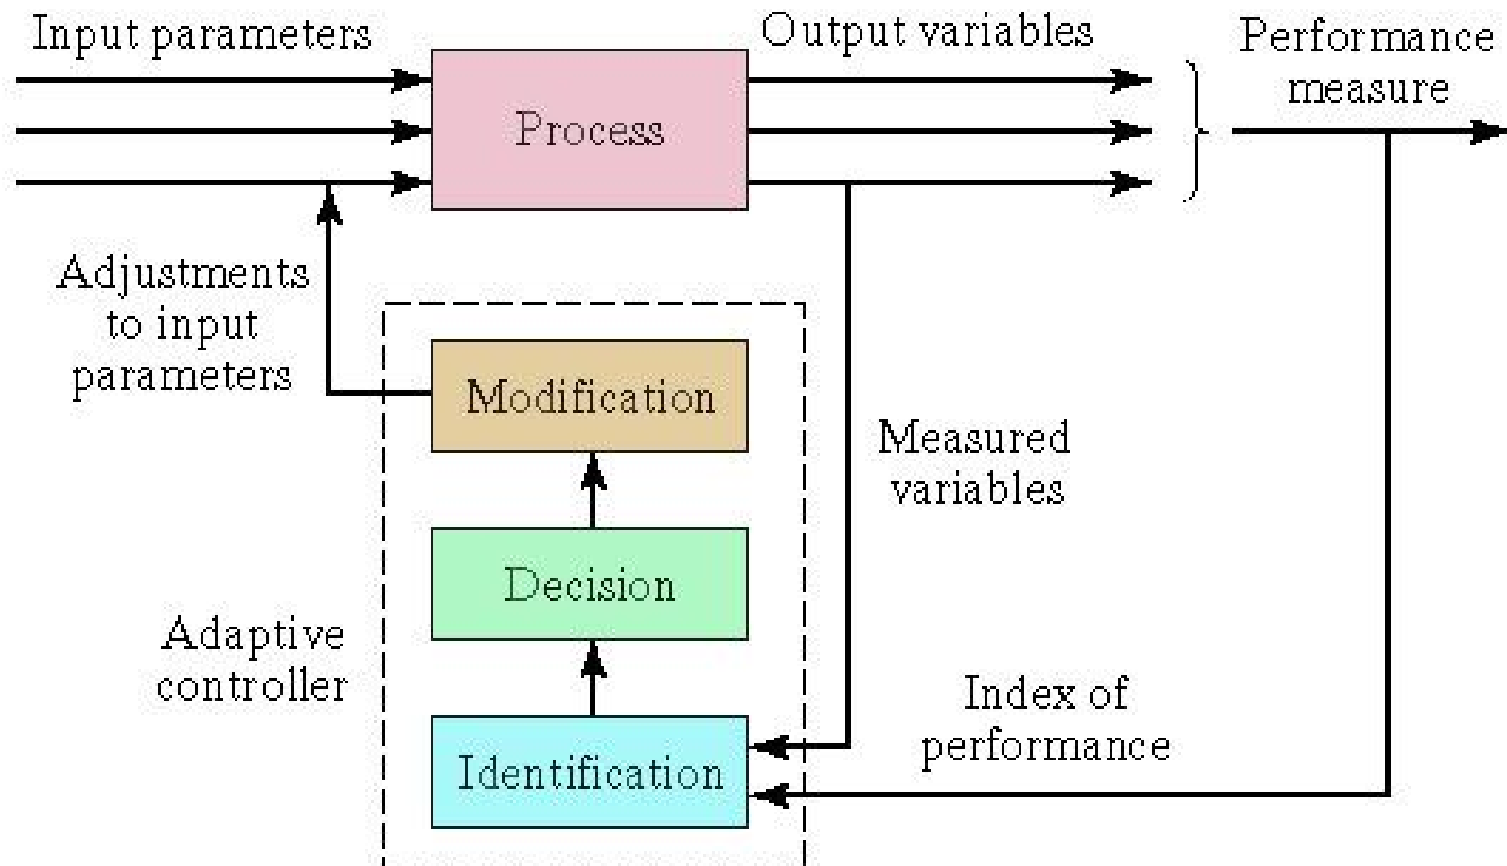 Input parameters
Output variables
Performance
measure
Process
Adjustments
to input
parameters
Modification
Measured
variables
Decision
Adaptive
controller
Index of
performance
Identification